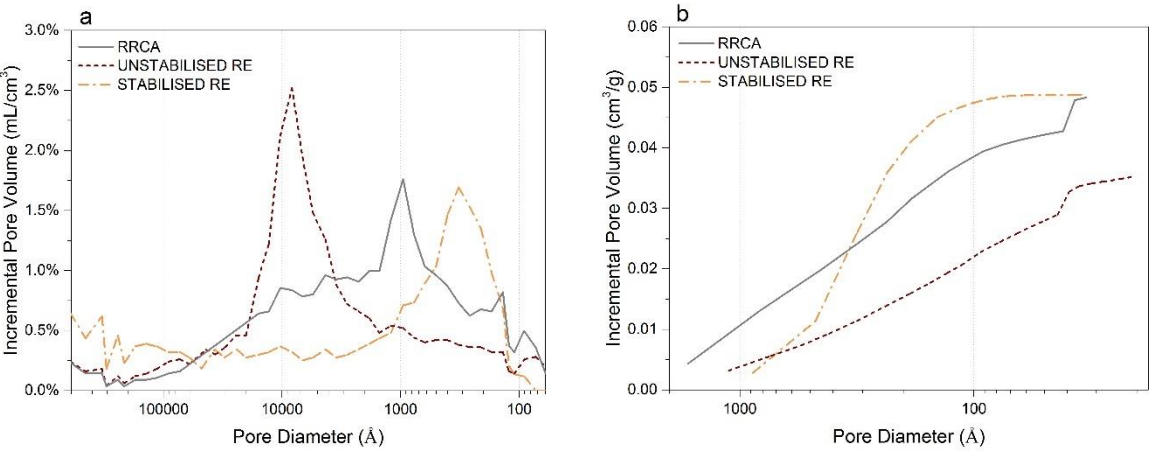 a
Incremental Pore Volume (mL/cm³)
3.0%
2.5%
2.0%
1.5%
1.0%
0.5%
0.0%
RRCA
UNSTABILISED RE
STABILISED RE
100000
10000
1000
100
Pore Diameter (Å)
b
Incremental Pore Volume (cm³/g)
0.06
0.05
0.04
0.03
0.02
0.01
0.00
RRCA
UNSTABILISED RE
STABILISED RE
1000
100
Pore Diameter (Å)